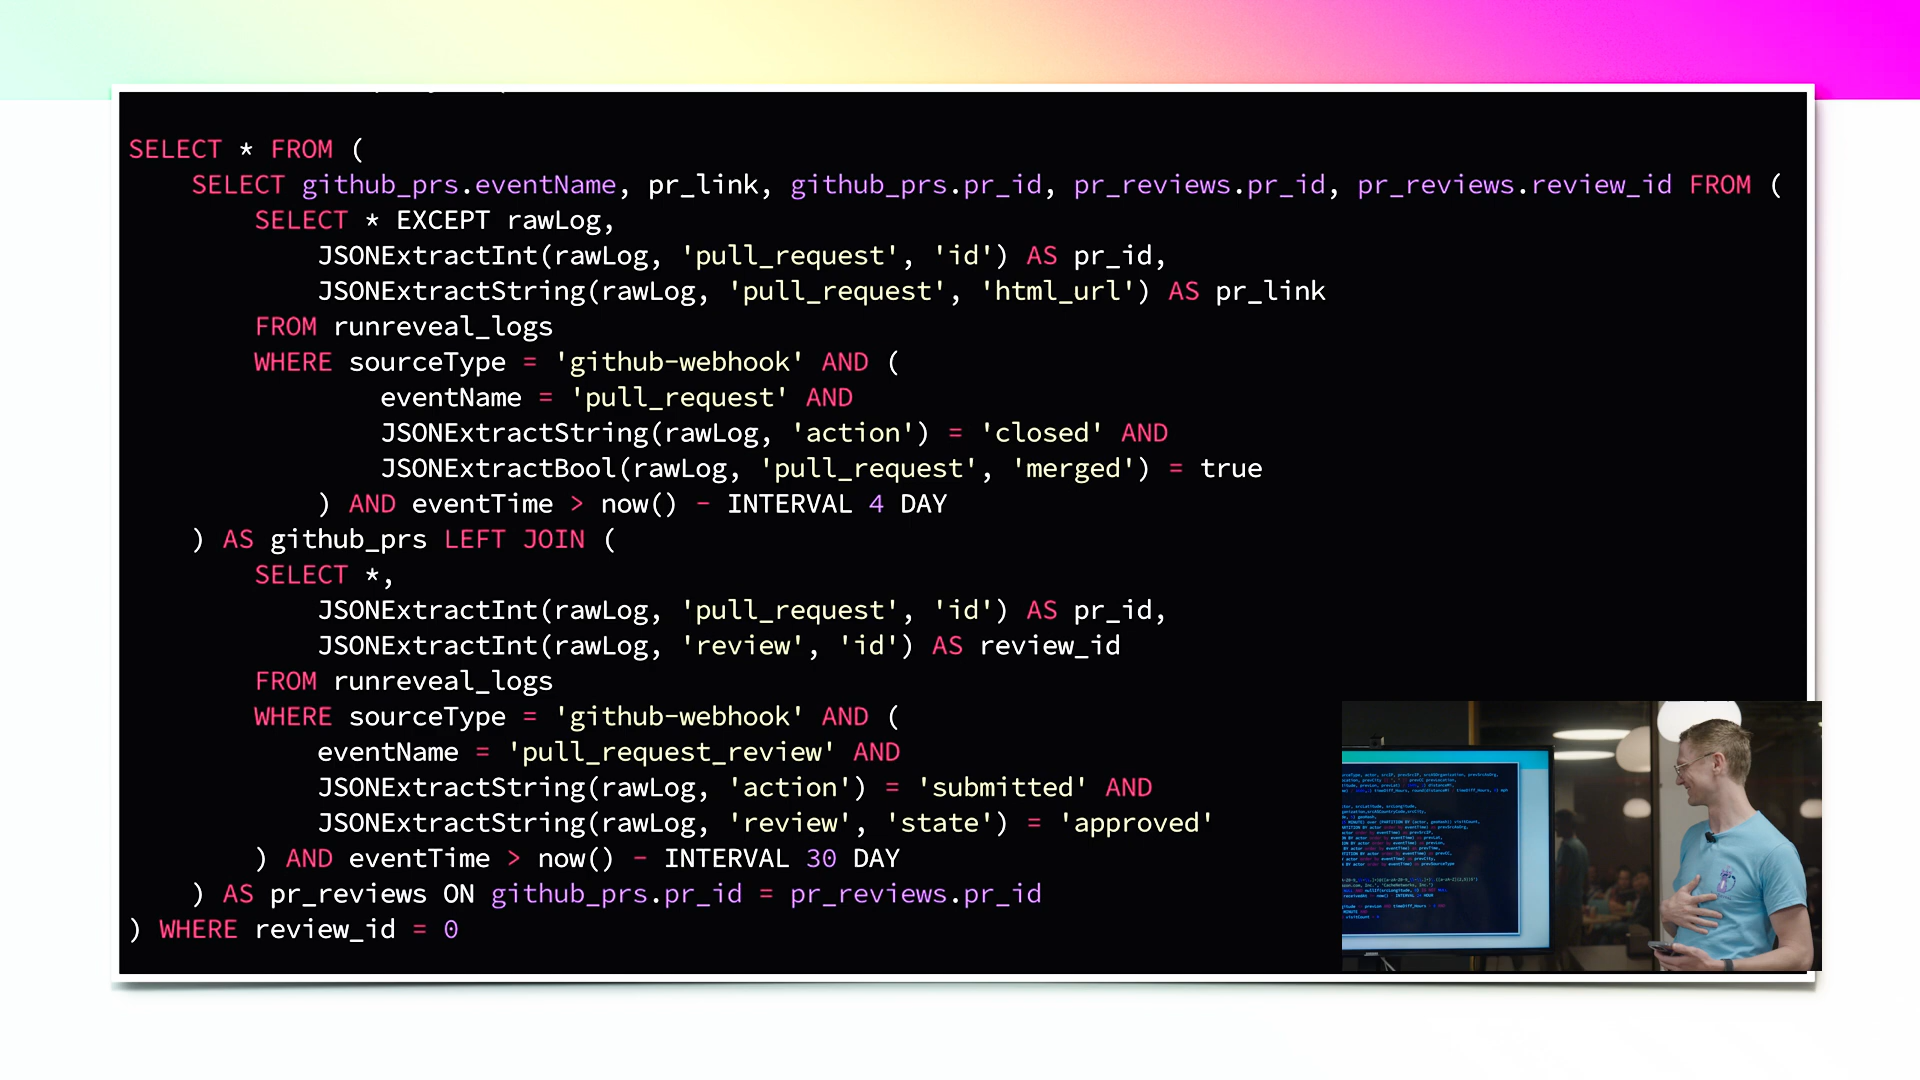 SELECT * FROM (
    SELECT github_prs.eventName, pr_link, github_prs.pr_id, pr_reviews.pr_id, pr_reviews.review_id FROM (
        SELECT * EXCEPT rawLog,
            JSONExtractInt(rawLog, 'pull_request', 'id') AS pr_id,
            JSONExtractString(rawLog, 'pull_request', 'html_url') AS pr_link
        FROM runreveal_logs
        WHERE sourceType = 'github-webhook' AND (
                eventName = 'pull_request' AND
                JSONExtractString(rawLog, 'action') = 'closed' AND
                JSONExtractBool(rawLog, 'pull_request', 'merged') = true
            ) AND eventTime > now() - INTERVAL 4 DAY
    ) AS github_prs LEFT JOIN (
        SELECT *,
            JSONExtractInt(rawLog, 'pull_request', 'id') AS pr_id,
            JSONExtractInt(rawLog, 'review', 'id') AS review_id
        FROM runreveal_logs
        WHERE sourceType = 'github-webhook' AND (
            eventName = 'pull_request_review' AND
            JSONExtractString(rawLog, 'action') = 'submitted' AND
            JSONExtractString(rawLog, 'review', 'state') = 'approved'
        ) AND eventTime > now() - INTERVAL 30 DAY
    ) AS pr_reviews ON github_prs.pr_id = pr_reviews.pr_id
) WHERE review_id = 0